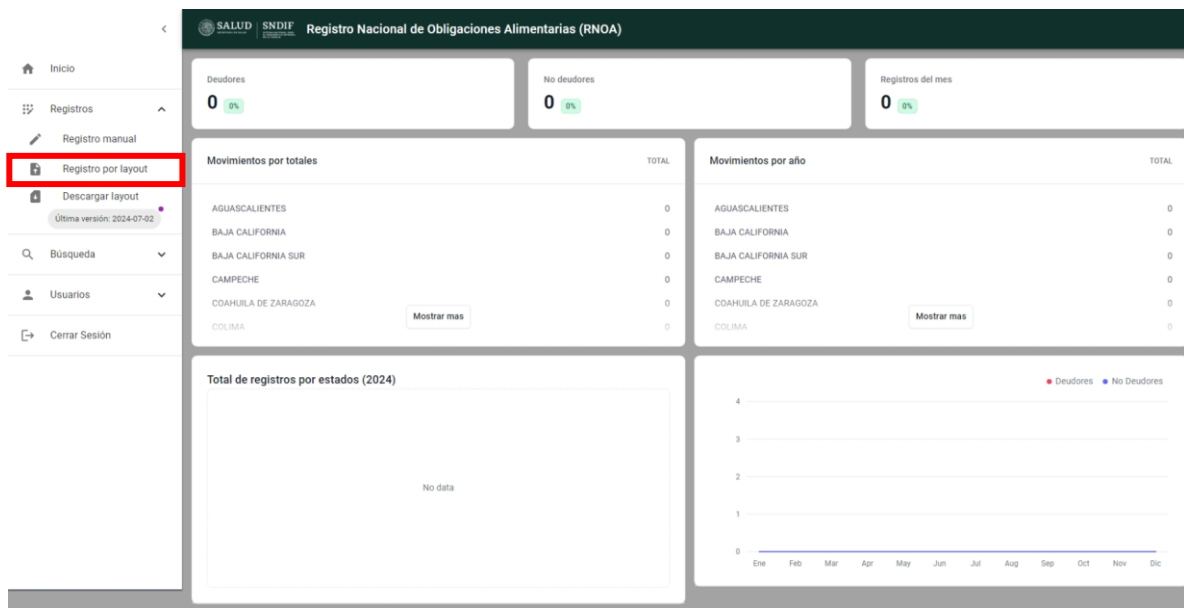 SALUD
SNDIF
Registro Nacional de Obligaciones Alimentarias (RNOA)
Inicio
Registros
Registro manual
Registro por layout
Descargar layout
Última versión: 2024-07-02
Búsqueda
Usuarios
Cerrar Sesión
Deudores
0 0%
No deudores
0 0%
Registros del mes
0 0%
Movimientos por totales TOTAL
AGUASCALIENTES 0
BAJA CALIFORNIA 0
BAJA CALIFORNIA SUR 0
CAMPECHE 0
COAHUILA DE ZARAGOZA 0
COLIMA 0
Mostrar mas
Movimientos por año TOTAL
AGUASCALIENTES 0
BAJA CALIFORNIA 0
BAJA CALIFORNIA SUR 0
CAMPECHE 0
COAHUILA DE ZARAGOZA 0
COLIMA 0
Mostrar mas
Total de registros por estados (2024)
No data
Deudores No Deudores
4
3
2
1
0
Ene Feb Mar Apr May Jun Jul Aug Sep Oct Nov Dic